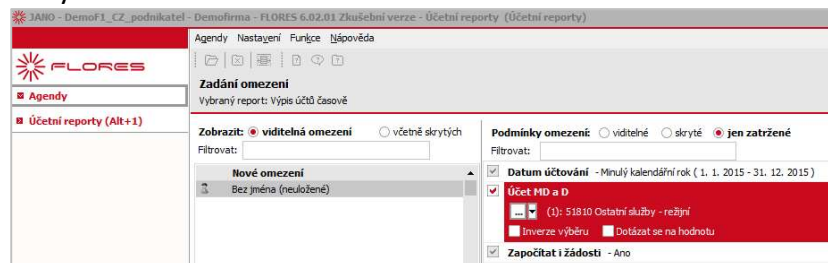 JANO - DemoF1_CZ_podnikatel - Demofirma - FLORES 6.02.01 Zkušební verze - Účetní reporty (Účetní reporty)
Agendy Nastavení Funkce Nápověda
FLORES
Zadání omezení
Vybraný report: Výpis účtů časově
Agendy
Účetní reporty (Alt+1)
Zobrazit: viditelná omezení včetně skrytých
Filtrovat:
Nové omezení
Bez jména (neuložené)
Podmínky omezení: viditelné skryté jen zatržené
Filtrovat:
Datum účtování - Minulý kalendářní rok ( 1. 1. 2015 - 31. 12. 2015 )
Účet MD a D
... (1): 51810 Ostatní služby - režijní
Inverze výběru Dotázat se na hodnotu
Započítat i žádosti - Ano